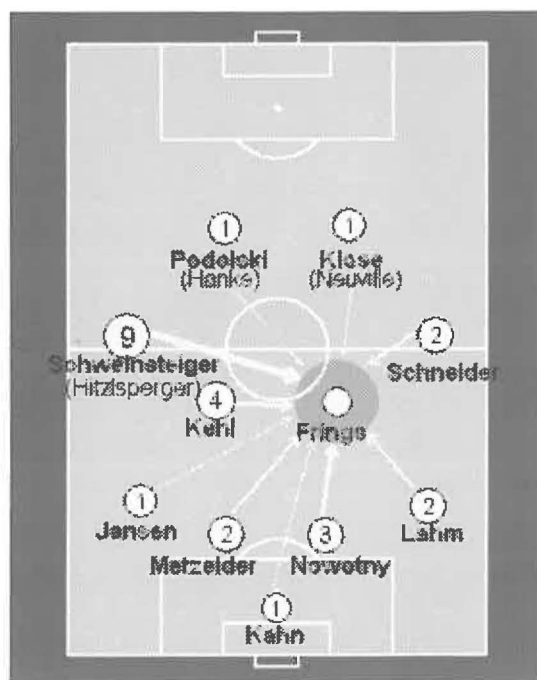 1 1
Podolski Klose
(Hanke) (Neuville)
9 2
Schweinsteiger Schneider
(Hitzlsperger)
4
Kehl Frings
1 2
Jansen Lahm
2 3
Metzelder Nowotny
1
Kahn